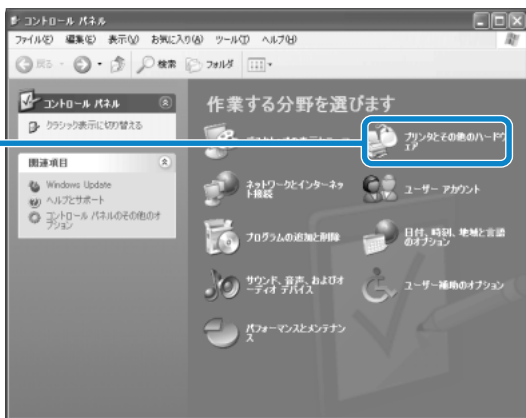 コントロール パネル
ファイル(F) 編集(E) 表示(V) お気に入り(A) ツール(T) ヘルプ(H)
戻る 検索 フォルダ
コントロール パネル
クラシック表示に切り替える
関連項目
Windows Update
ヘルプとサポート
コントロール パネルのその他のオ
プション
作業する分野を選びます
プリンタとその他のハードウ
ェア
ネットワークとインターネッ
ト接続
ユーザー アカウント
プログラムの追加と削除
日付、時刻、地域と言語
のオプション
サウンド、音声、およびオ
ーディオ デバイス
ユーザー補助のオプション
パフォーマンスとメンテナン
ス